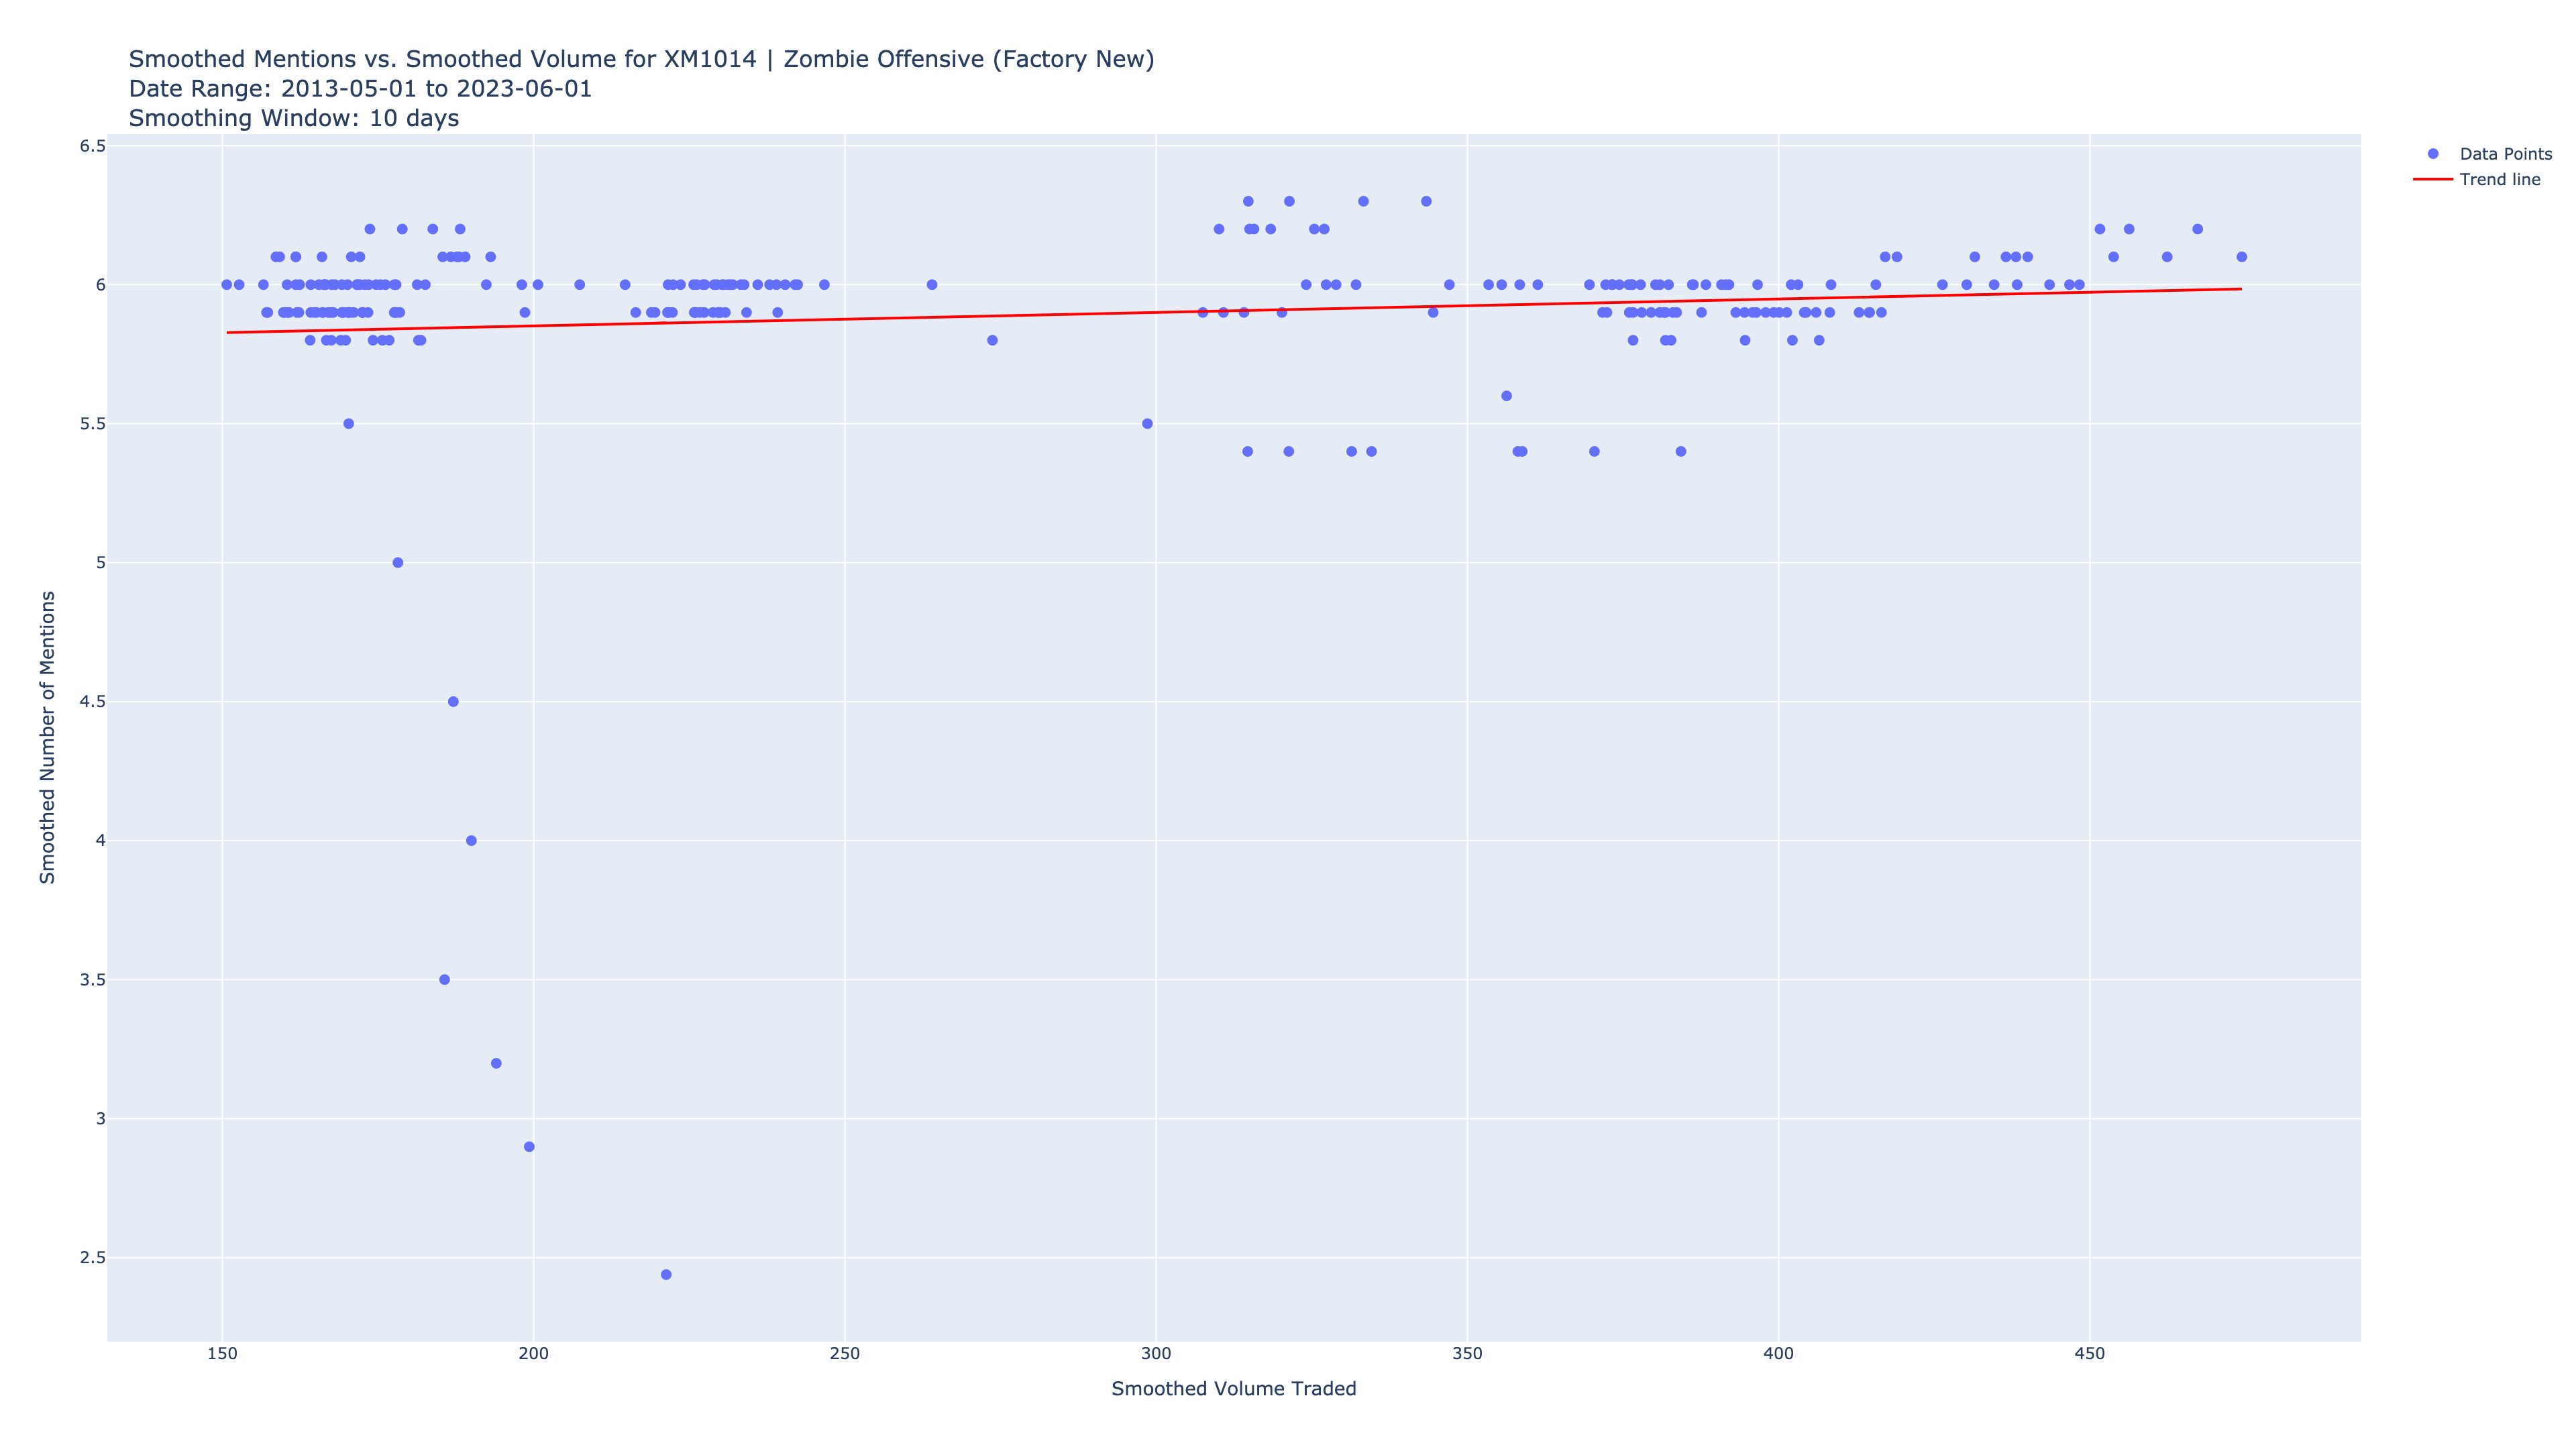 Smoothed Mentions vs. Smoothed Volume for XM1014 | Zombie Offensive (Factory New)
Date Range: 2013-05-01 to 2023-06-01
Smoothing Window: 10 days
Data Points
Trend line
Smoothed Number of Mentions
6.5
6
5.5
5
4.5
4
3.5
3
2.5
150 200 250 300 350 400 450
Smoothed Volume Traded